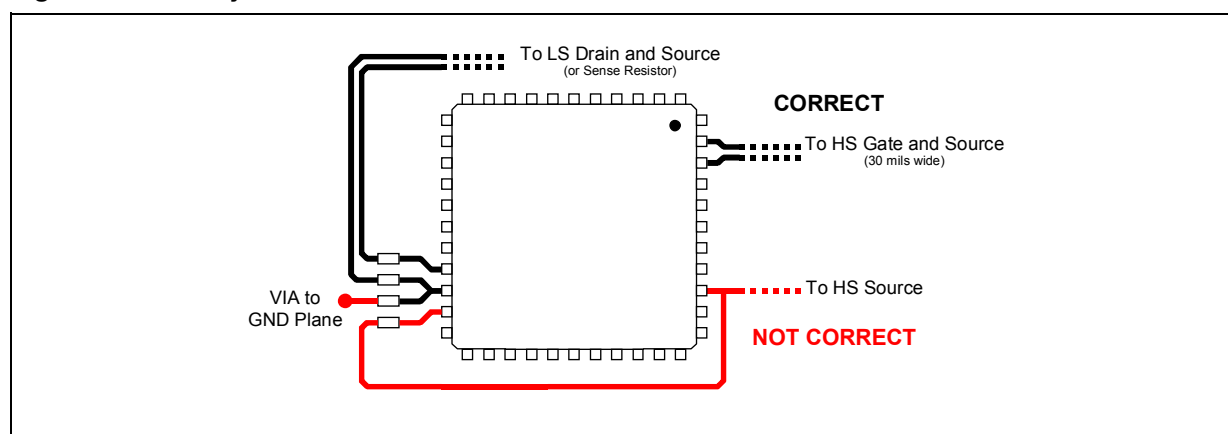 To LS Drain and Source
(or Sense Resistor)
CORRECT
To HS Gate and Source
(30 mils wide)
VIA to
GND Plane
To HS Source
NOT CORRECT